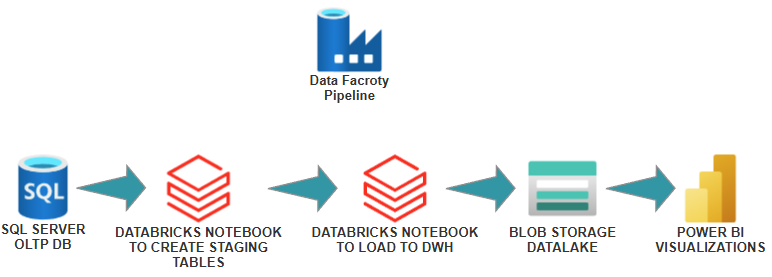 Data Facroty
Pipeline
SQL
SQL SERVER
OLTP DB
DATABRICKS NOTEBOOK
TO CREATE STAGING
TABLES
DATABRICKS NOTEBOOK
TO LOAD TO DWH
BLOB STORAGE
DATALAKE
POWER BI
VISUALIZATIONS